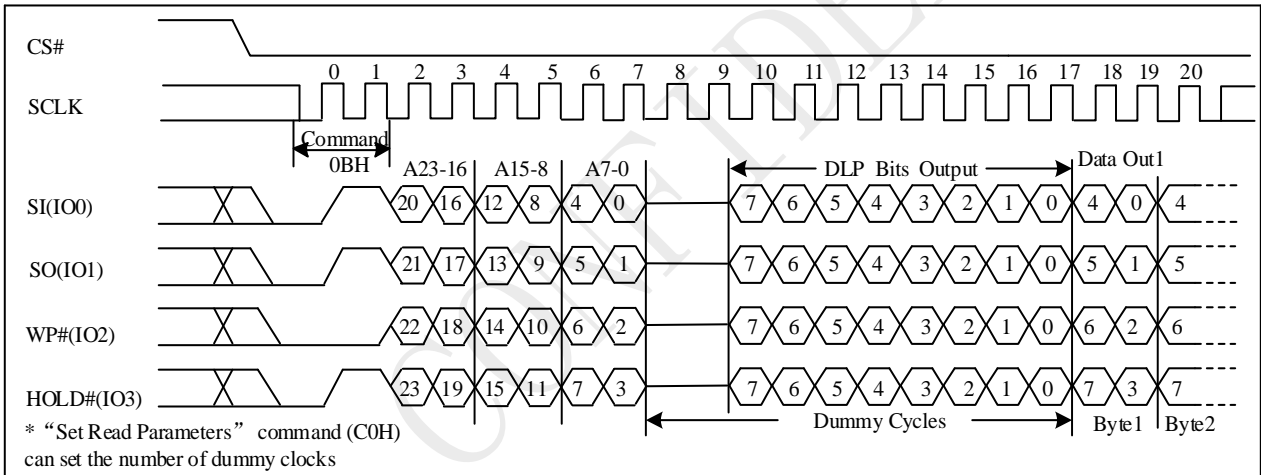 CS#
0 1 2 3 4 5 6 7 8 9 10 11 12 13 14 15 16 17 18 19 20
SCLK
Command
0BH
A23-16 A15-8 A7-0 DLP Bits Output Data Out1
SI(IO0) 20 16 12 8 4 0 7 6 5 4 3 2 1 0 4 0 4
SO(IO1) 21 17 13 9 5 1 7 6 5 4 3 2 1 0 5 1 5
WP#(IO2) 22 18 14 10 6 2 7 6 5 4 3 2 1 0 6 2 6
HOLD#(IO3) 23 19 15 11 7 3 7 6 5 4 3 2 1 0 7 3 7
Dummy Cycles Byte1 Byte2
* “Set Read Parameters” command (C0H)
can set the number of dummy clocks
CONFIDE